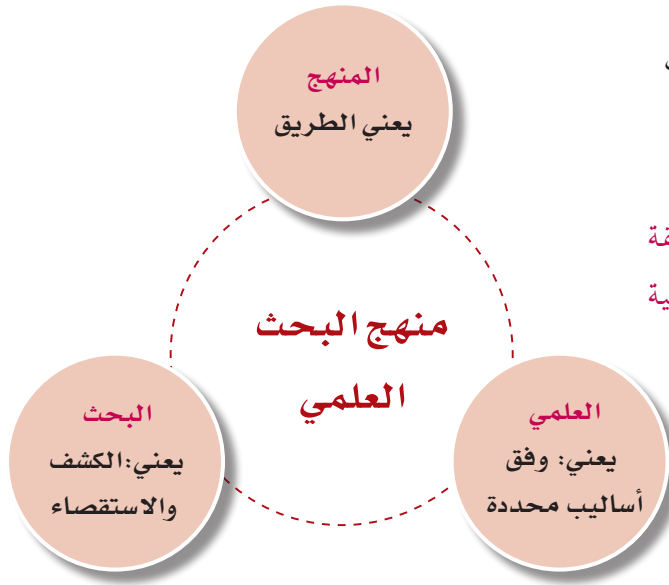 المنهج
يعني الطريق
منهج البحث
العلمي
العلمي
يعني: وفق
أساليب محددة
البحث
يعني:الكشف
والاستقصاء